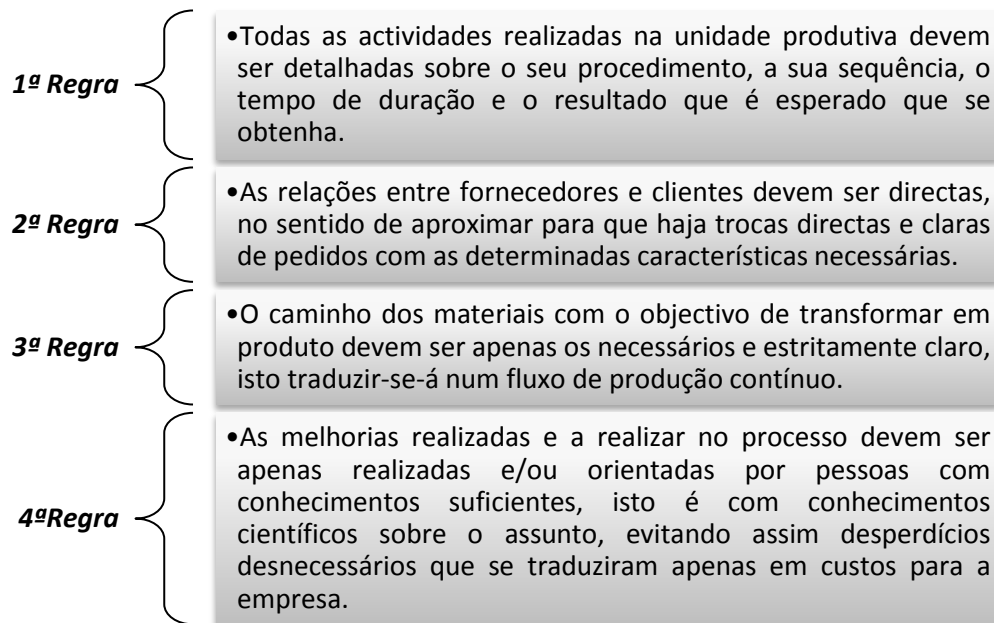 1ª Regra
•Todas as actividades realizadas na unidade produtiva devem
ser detalhadas sobre o seu procedimento, a sua sequência, o
tempo de duração e o resultado que é esperado que se
obtenha.
2ª Regra
•As relações entre fornecedores e clientes devem ser directas,
no sentido de aproximar para que haja trocas directas e claras
de pedidos com as determinadas características necessárias.
3ª Regra
•O caminho dos materiais com o objectivo de transformar em
produto devem ser apenas os necessários e estritamente claro,
isto traduzir-se-á num fluxo de produção contínuo.
4ªRegra
•As melhorias realizadas e a realizar no processo devem ser
apenas realizadas e/ou orientadas por pessoas com
conhecimentos suficientes, isto é com conhecimentos
científicos sobre o assunto, evitando assim desperdícios
desnecessários que se traduziram apenas em custos para a
empresa.